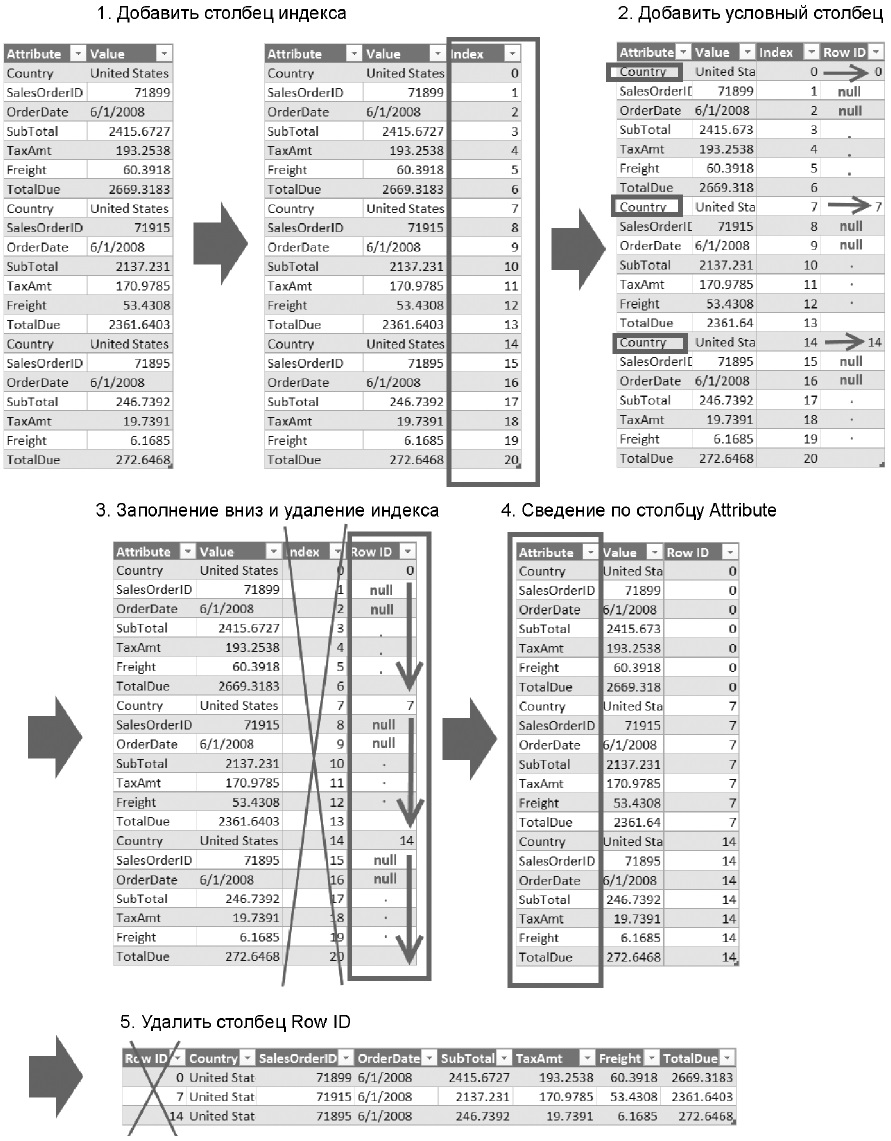 1. Добавить столбец индекса
Attribute Value
Country United States
SalesOrderID 71899
OrderDate 6/1/2008
SubTotal 2415.6727
TaxAmt 193.2538
Freight 60.3918
TotalDue 2669.3183
Country United States
SalesOrderID 71915
OrderDate 6/1/2008
SubTotal 2137.231
TaxAmt 170.9785
Freight 53.4308
TotalDue 2361.6403
Country United States
SalesOrderID 71895
OrderDate 6/1/2008
SubTotal 246.7392
TaxAmt 19.7391
Freight 6.1685
TotalDue 272.6468
Attribute Value Index
Country United States 0
SalesOrderID 71899 1
OrderDate 6/1/2008 2
SubTotal 2415.6727 3
TaxAmt 193.2538 4
Freight 60.3918 5
TotalDue 2669.3183 6
Country United States 7
SalesOrderID 71915 8
OrderDate 6/1/2008 9
SubTotal 2137.231 10
TaxAmt 170.9785 11
Freight 53.4308 12
TotalDue 2361.6403 13
Country United States 14
SalesOrderID 71895 15
OrderDate 6/1/2008 16
SubTotal 246.7392 17
TaxAmt 19.7391 18
Freight 6.1685 19
TotalDue 272.6468 20
2. Добавить условный столбец
Attribute Value Index Row ID
Country United Sta 0 0
SalesOrderID 71899 1 null
OrderDate 6/1/2008 2 null
SubTotal 2415.673 3 .
TaxAmt 193.2538 4 .
Freight 60.3918 5 .
TotalDue 2669.318 6
Country United Sta 7 7
SalesOrderID 71915 8 null
OrderDate 6/1/2008 9 null
SubTotal 2137.231 10 .
TaxAmt 170.9785 11 .
Freight 53.4308 12 .
TotalDue 2361.64 13
Country United Sta 14 14
SalesOrderID 71895 15 null
OrderDate 6/1/2008 16 null
SubTotal 246.7392 17 .
TaxAmt 19.7391 18 .
Freight 6.1685 19 .
TotalDue 272.6468 20
3. Заполнение вниз и удаление индекса
Attribute Value Index Row ID
Country United States 0 0
SalesOrderID 71899 1 null
OrderDate 6/1/2008 2 null
SubTotal 2415.6727 3 .
TaxAmt 193.2538 4 .
Freight 60.3918 5 .
TotalDue 2669.3183 6
Country United States 7 7
SalesOrderID 71915 8 null
OrderDate 6/1/2008 9 null
SubTotal 2137.231 10 .
TaxAmt 170.9785 11 .
Freight 53.4308 12 .
TotalDue 2361.6403 13
Country United States 14 14
SalesOrderID 71895 15 null
OrderDate 6/1/2008 16 null
SubTotal 246.7392 17 .
TaxAmt 19.7391 18 .
Freight 6.1685 19 .
TotalDue 272.6468 20
4. Сведение по столбцу Attribute
Attribute Value Row ID
Country United Sta 0
SalesOrderID 71899 0
OrderDate 6/1/2008 0
SubTotal 2415.673 0
TaxAmt 193.2538 0
Freight 60.3918 0
TotalDue 2669.318 0
Country United Sta 7
SalesOrderID 71915 7
OrderDate 6/1/2008 7
SubTotal 2137.231 7
TaxAmt 170.9785 7
Freight 53.4308 7
TotalDue 2361.64 7
Country United Sta 14
SalesOrderID 71895 14
OrderDate 6/1/2008 14
SubTotal 246.7392 14
TaxAmt 19.7391 14
Freight 6.1685 14
TotalDue 272.6468 14
5. Удалить столбец Row ID
Row ID Country SalesOrderID OrderDate SubTotal TaxAmt Freight TotalDue
0 United Stat 71899 6/1/2008 2415.6727 193.2538 60.3918 2669.3183
7 United Stat 71915 6/1/2008 2137.231 170.9785 53.4308 2361.6403
14 United Stat 71895 6/1/2008 246.7392 19.7391 6.1685 272.6468